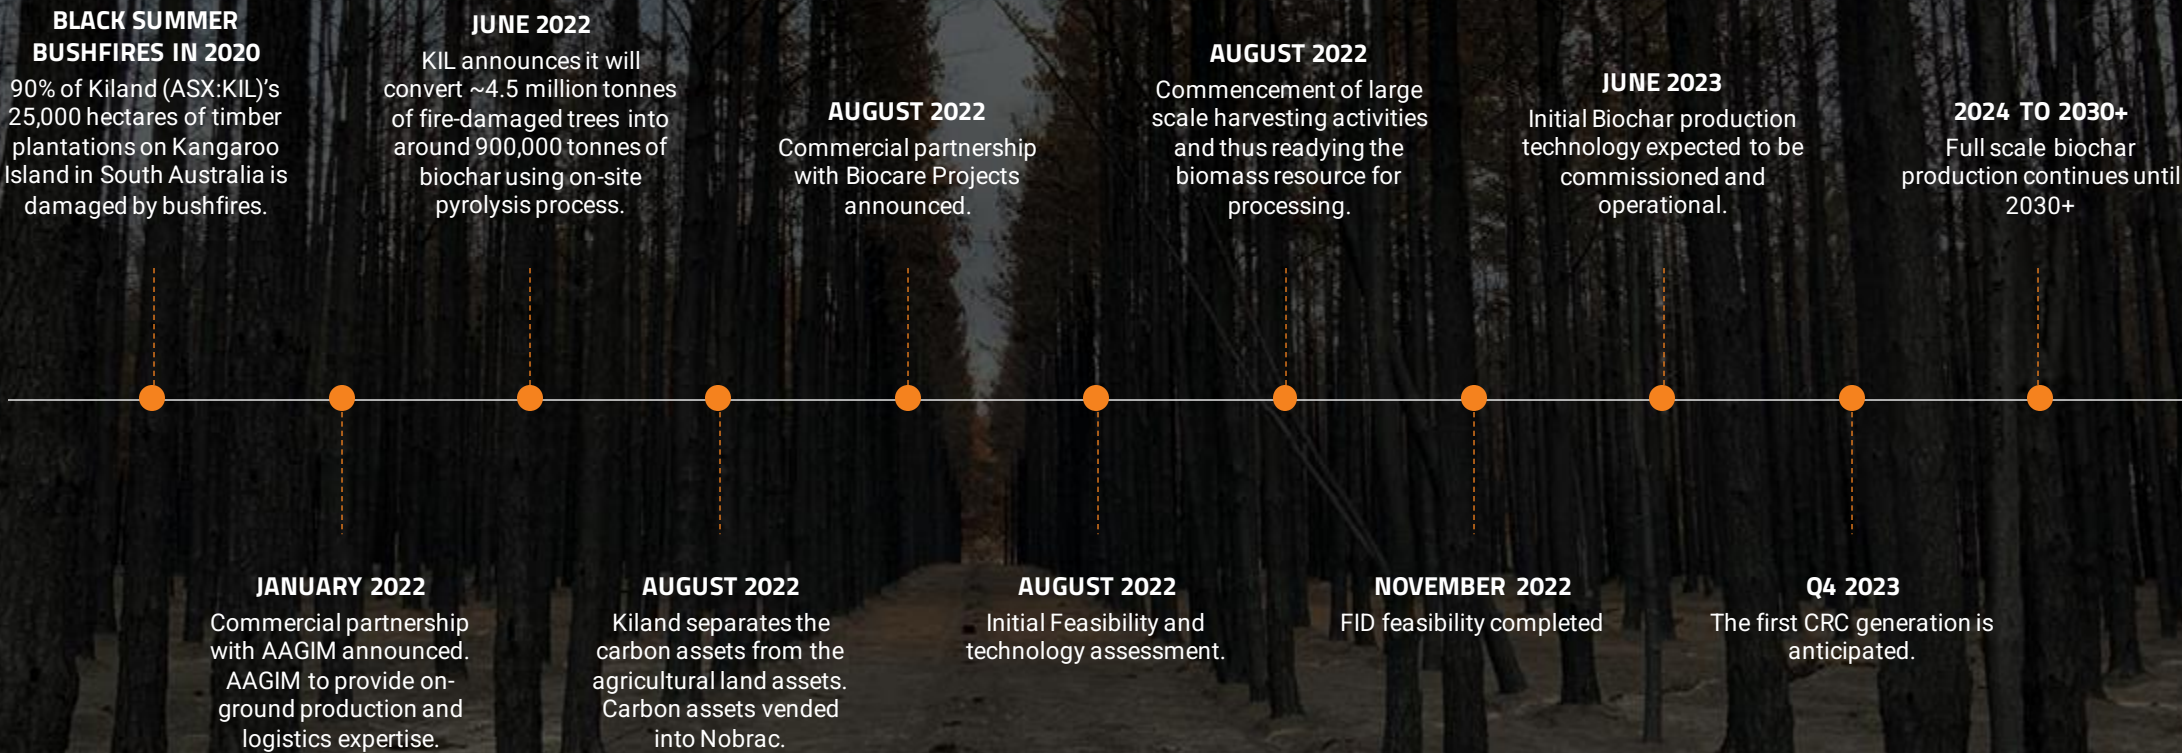 BLACK SUMMER
BUSHFIRES IN 2020
90% of Kiland (ASX:KIL)’s
25,000 hectares of timber
plantations on Kangaroo
Island in South Australia is
damaged by bushfires.
JANUARY 2022
Commercial partnership
with AAGIM announced.
AAGIM to provide on-
ground production and
logistics expertise.
JUNE 2022
KIL announces it will
convert ~4.5 million tonnes
of fire-damaged trees into
around 900,000 tonnes of
biochar using on-site
pyrolysis process.
AUGUST 2022
Kiland separates the
carbon assets from the
agricultural land assets.
Carbon assets vended
into Nobrac.
AUGUST 2022
Commercial partnership
with Biocare Projects
announced.
AUGUST 2022
Initial Feasibility and
technology assessment.
AUGUST 2022
Commencement of large
scale harvesting activities
and thus readying the
biomass resource for
processing.
NOVEMBER 2022
FID feasibility completed
JUNE 2023
Initial Biochar production
technology expected to be
commissioned and
operational.
Q4 2023
The first CRC generation is
anticipated.
2024 TO 2030+
Full scale biochar
production continues until
2030+